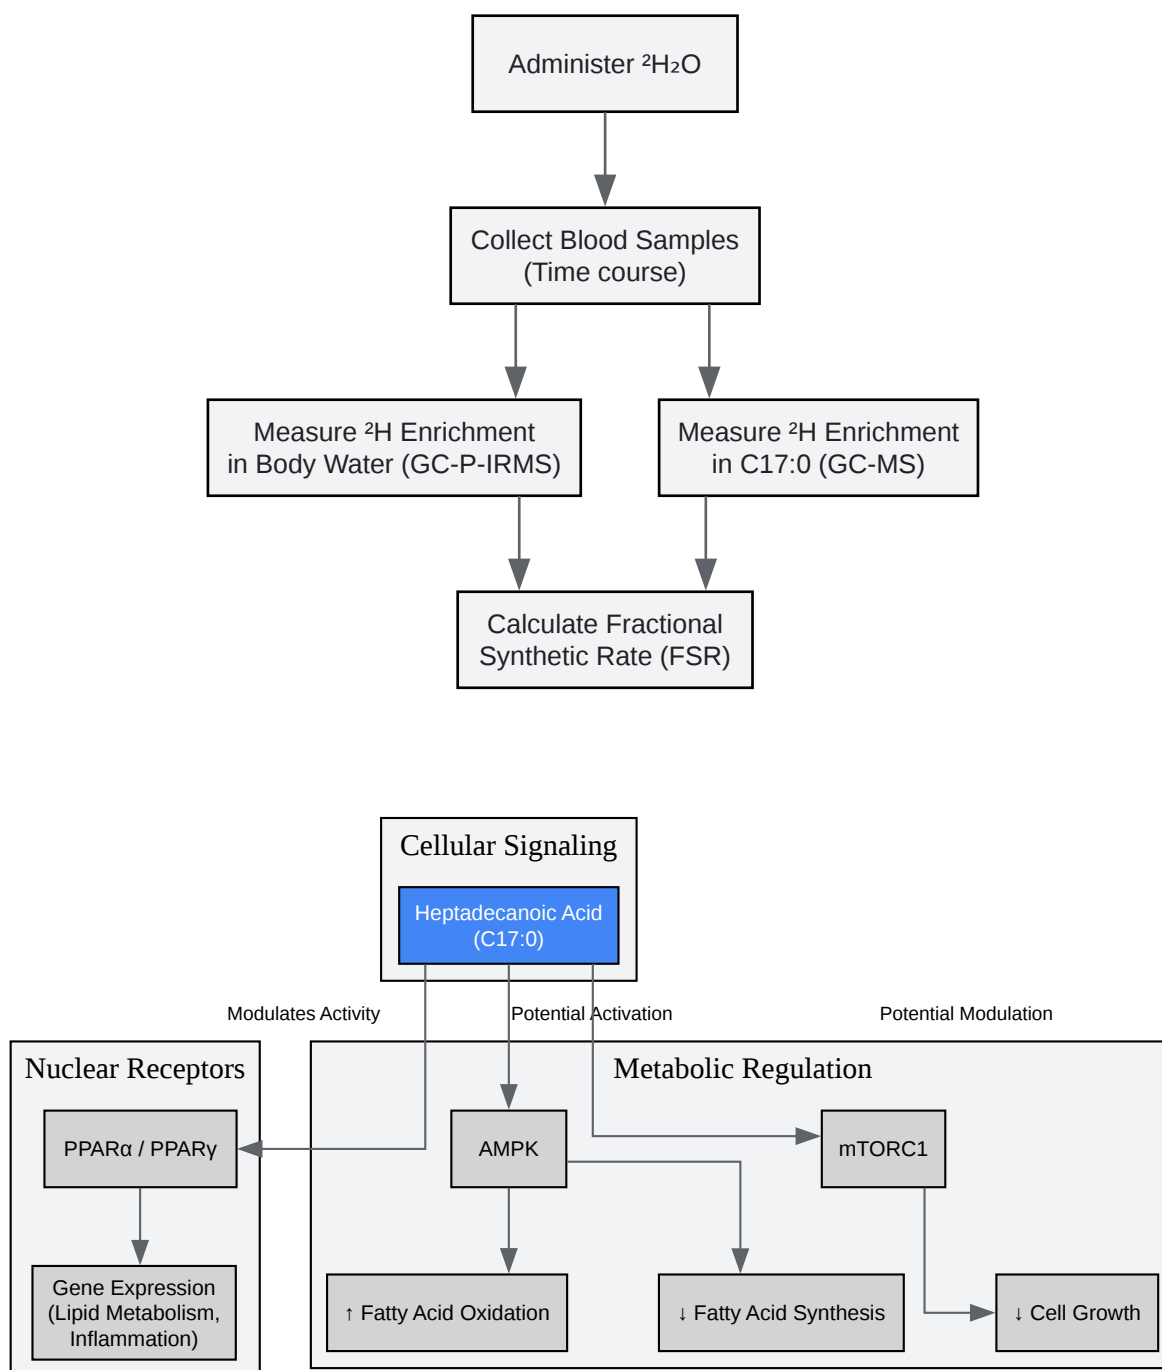 Administer ²H₂O
Collect Blood Samples
(Time course)
Measure ²H Enrichment
in Body Water (GC-P-IRMS)
Measure ²H Enrichment
in C17:0 (GC-MS)
Calculate Fractional
Synthetic Rate (FSR)
Cellular Signaling
Heptadecanoic Acid
(C17:0)
Modulates Activity
Potential Activation
Potential Modulation
Nuclear Receptors
Metabolic Regulation
PPARα / PPARγ
AMPK
mTORC1
Gene Expression
(Lipid Metabolism,
Inflammation)
↑ Fatty Acid Oxidation
↓ Fatty Acid Synthesis
↓ Cell Growth